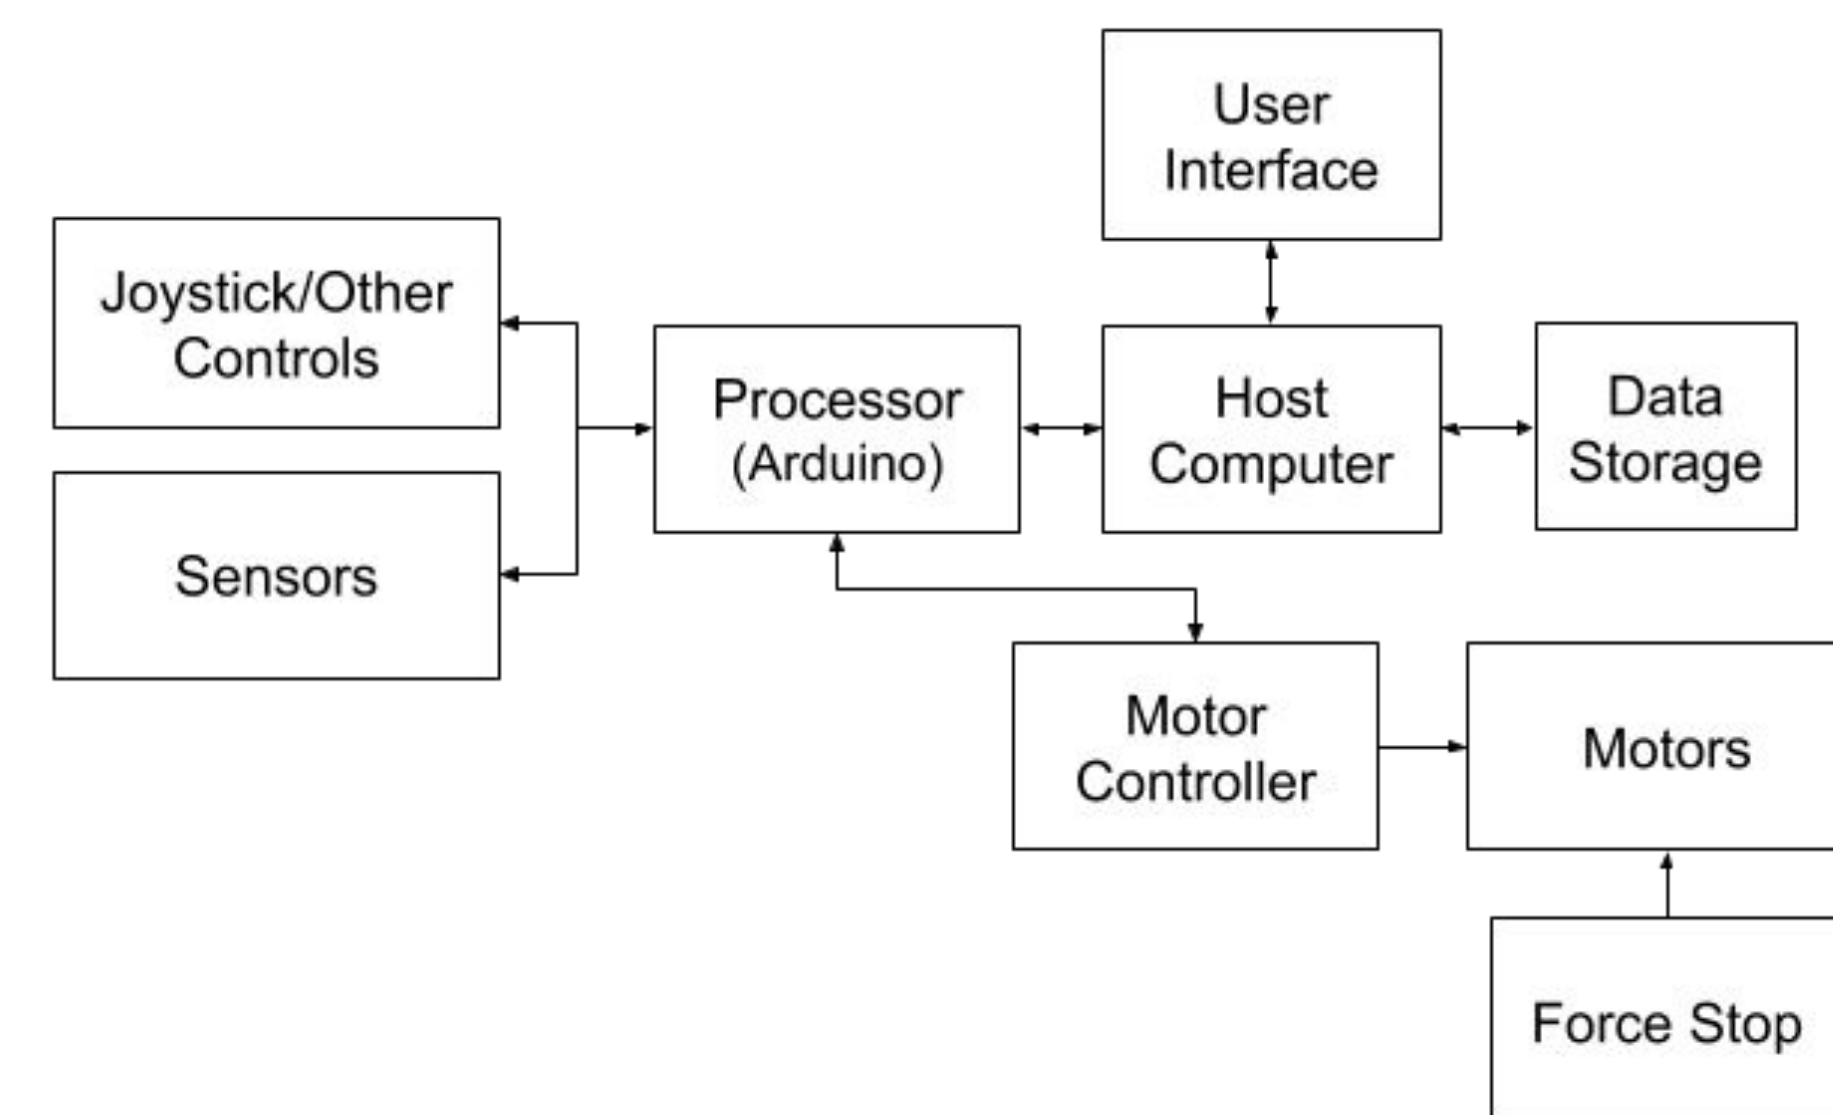 User
Interface
Joystick/Other
Controls
Processor
(Arduino)
Host
Computer
Data
Storage
Sensors
Motor
Controller
Motors
Force Stop